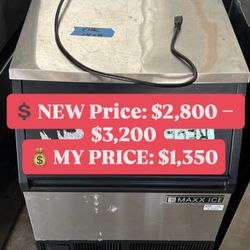 💲 NEW Price: $2,800 –
$3,200
💰 MY PRICE: $1,350
MAXX ICE